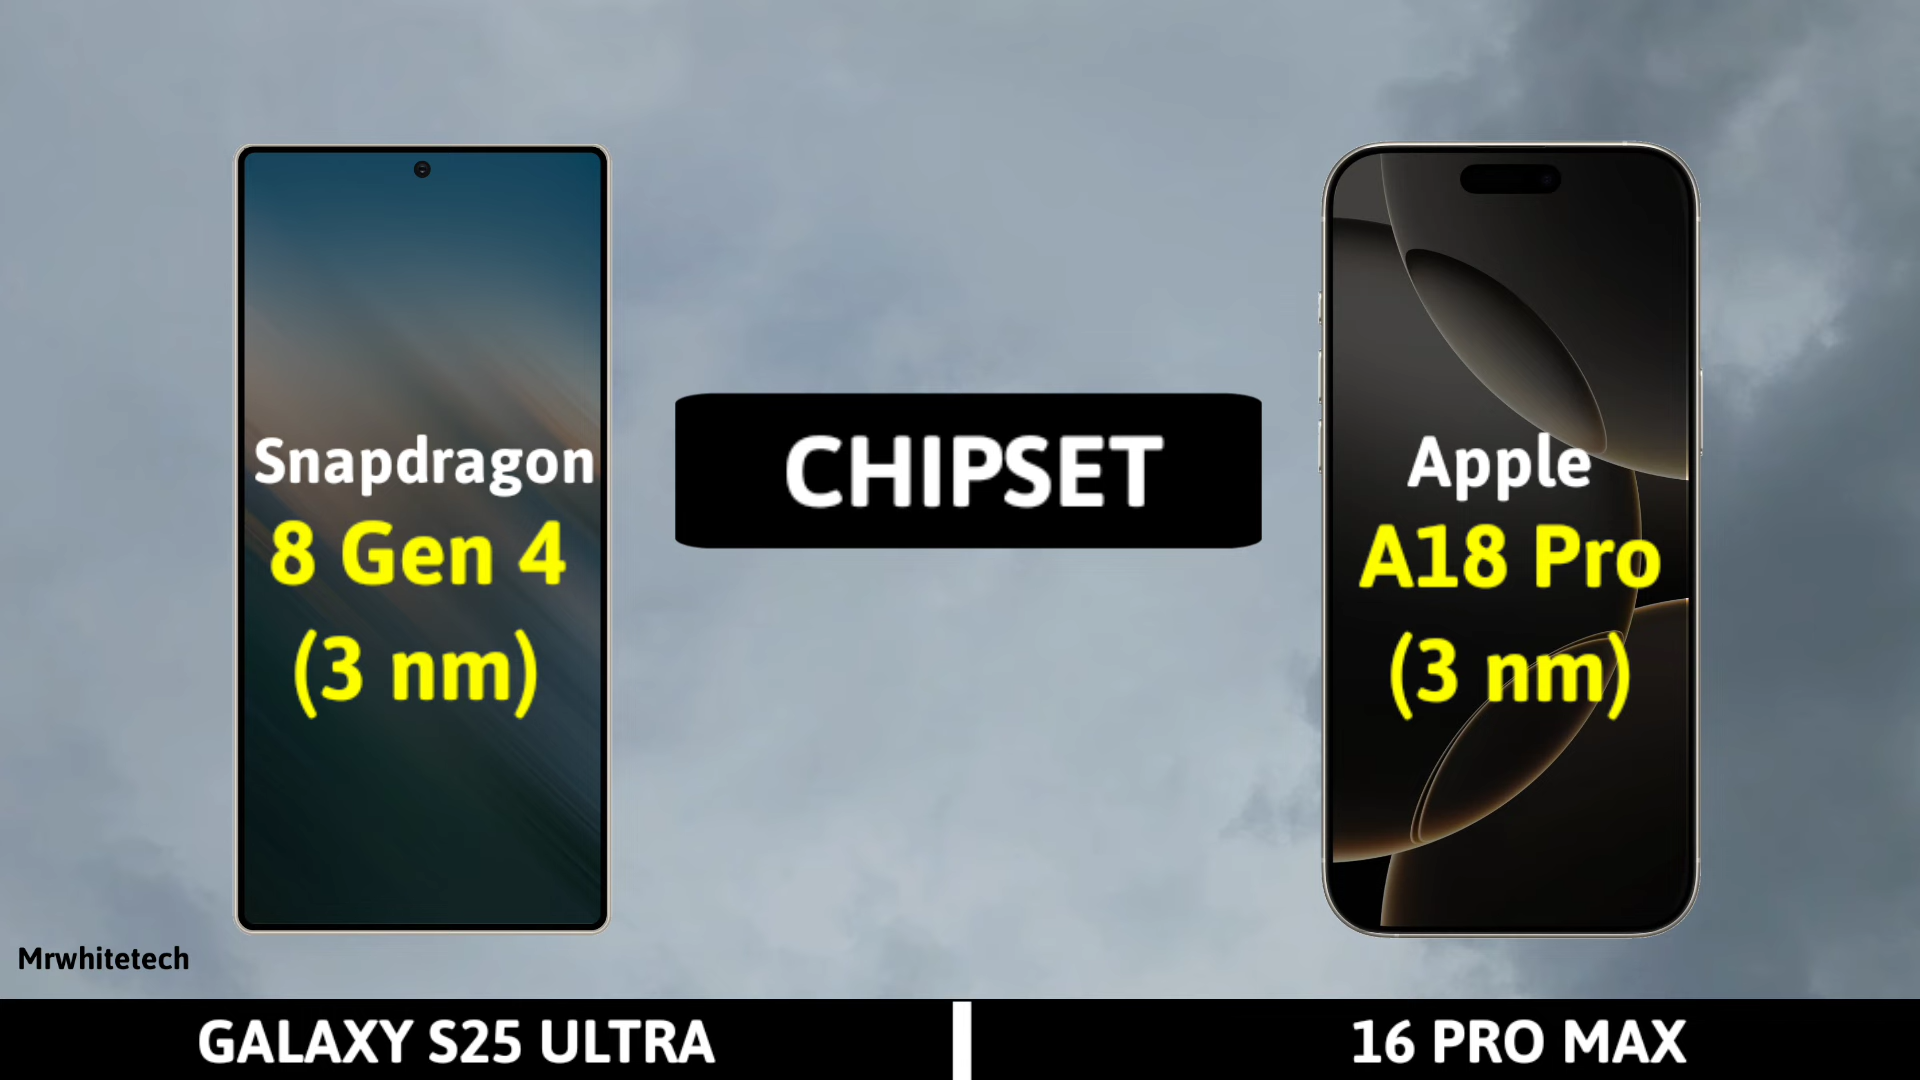 Snapdragon
8 Gen 4
(3 nm)
CHIPSET
Apple
A18 Pro
(3 nm)
Mrwhitetech
GALAXY S25 ULTRA
16 PRO MAX